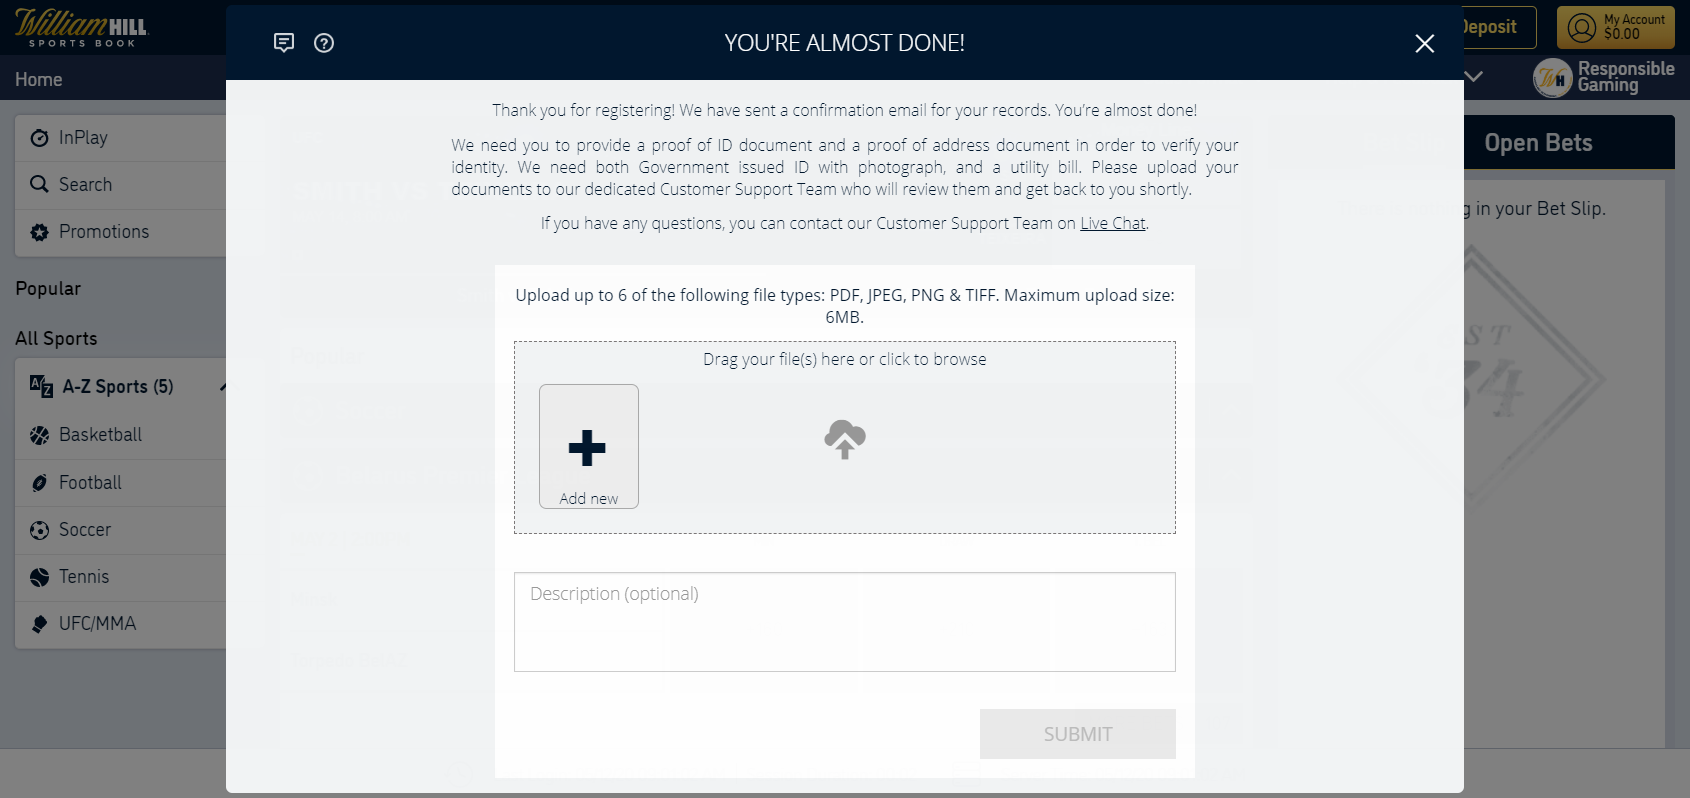 William HILL
SPORTS BOOK
YOU'RE ALMOST DONE!
Deposit
My Account
$0.00
Home
Responsible
Gaming
Thank you for registering! We have sent a confirmation email for your records. You’re almost done!
We need you to provide a proof of ID document and a proof of address document in order to verify your
identity. We need both Government issued ID with photograph, and a utility bill. Please upload your
documents to our dedicated Customer Support Team who will review them and get back to you shortly.
If you have any questions, you can contact our Customer Support Team on Live Chat.
InPlay
Search
Promotions
Popular
All Sports
A-Z Sports (5)
Basketball
Football
Soccer
Tennis
UFC/MMA
Upload up to 6 of the following file types: PDF, JPEG, PNG & TIFF. Maximum upload size:
6MB.
Drag your file(s) here or click to browse
Add new
Description (optional)
SUBMIT
Open Bets
in your Bet Slip.